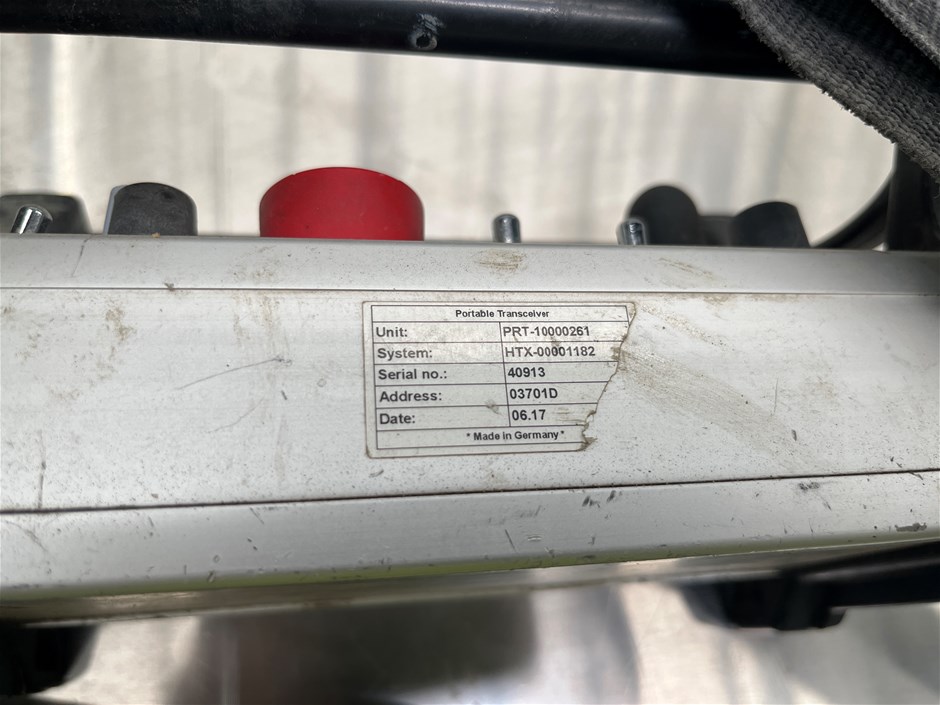 Portable Transceiver
Unit: PRT-10000261
System: HTX-00001182
Serial no.: 40913
Address: 03701D
Date: 06.17
* Made in Germany *